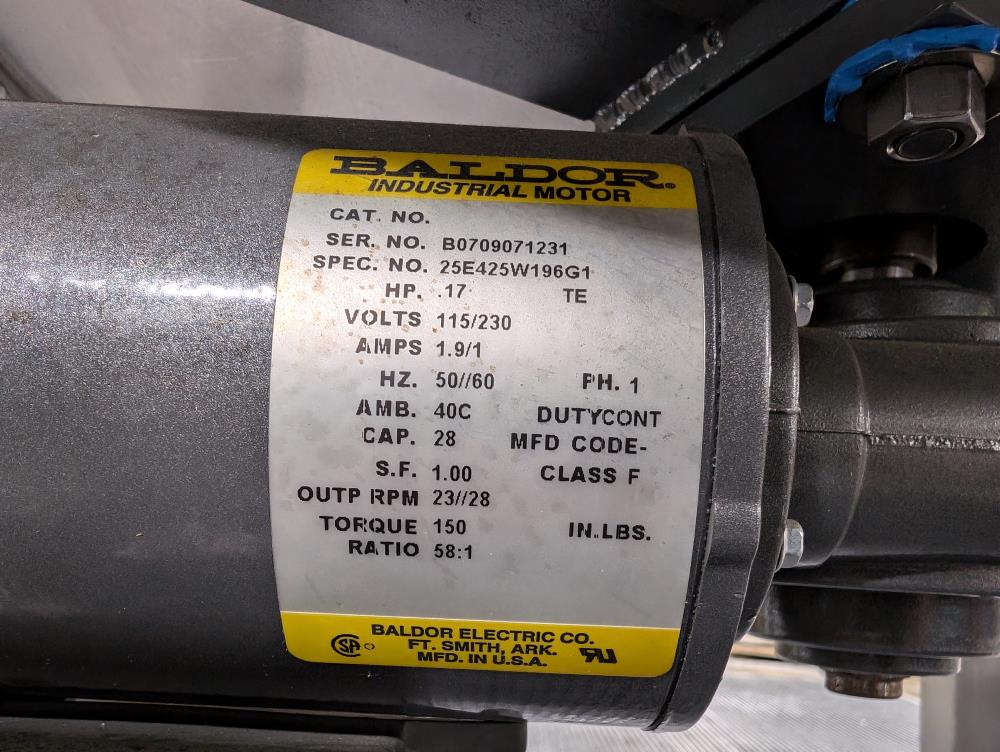 BALDOR®
INDUSTRIAL MOTOR
CAT. NO.
SER. NO. B0709071231
SPEC. NO. 25E425W196G1
HP. .17 TE
VOLTS 115/230
AMPS 1.9/1
HZ. 50//60 PH. 1
AMB. 40C DUTYCONT
CAP. 28 MFD CODE-
S.F. 1.00 CLASS F
OUTP RPM 23//28
TORQUE 150 IN.LBS.
RATIO 58:1
BALDOR ELECTRIC CO.
FT. SMITH, ARK.
MFD. IN U.S.A.